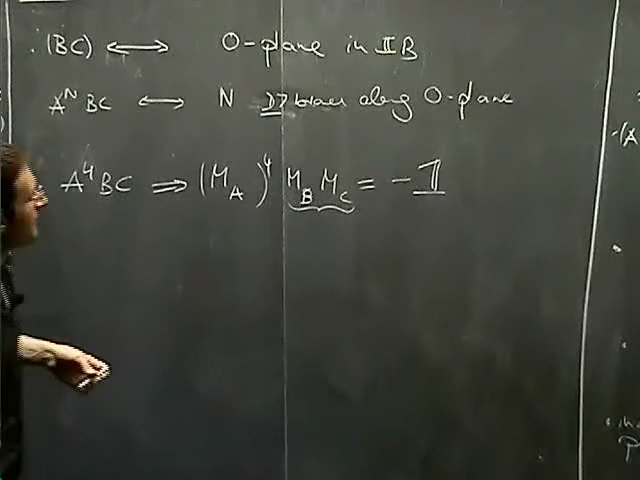 (BC) ⟷ O-plane in IIB
A^N BC ⟷ N D7 branes along O-plane
A^4 BC ⟹ (M_A)^4 M_B M_C = -𝟙
-(A